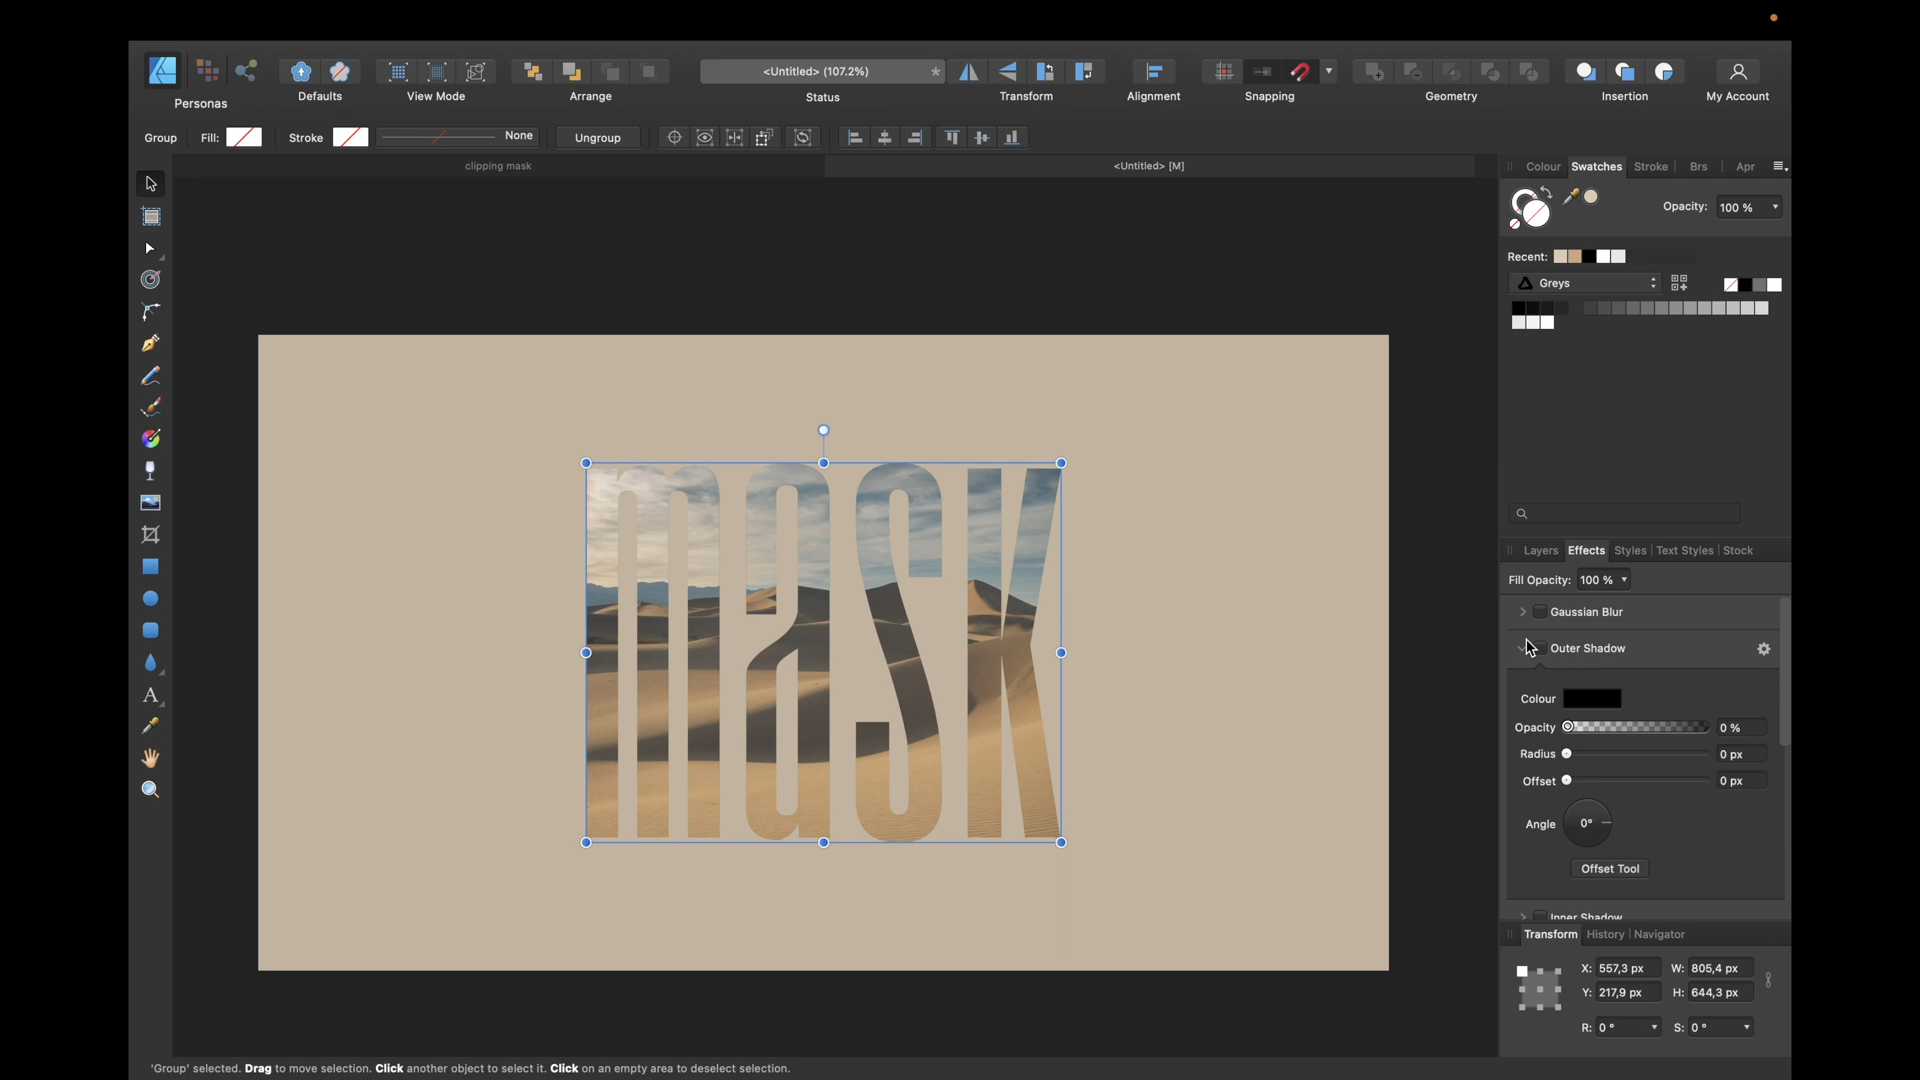 <Untitled> (107.2%)
*
Personas
Defaults
View Mode
Arrange
Status
Transform
Alignment
Snapping
Geometry
Insertion
My Account
Group
Fill:
Stroke
None
Ungroup
clipping mask
<Untitled> [M]
Colour
Swatches
Stroke
Brs
Apr
Opacity:
100 %
Recent:
Greys
mask
A
Layers
Effects
Styles
Text Styles
Stock
Fill Opacity:
100 %
Gaussian Blur
Outer Shadow
Colour
Opacity
0 %
Radius
0 px
Offset
0 px
Angle
0°
Offset Tool
Inner Shadow
Transform
History
Navigator
X: 557,3 px
W: 805,4 px
Y: 217,9 px
H: 644,3 px
R: 0 °
S: 0 °
'Group' selected. Drag to move selection. Click another object to select it. Click on an empty area to deselect selection.